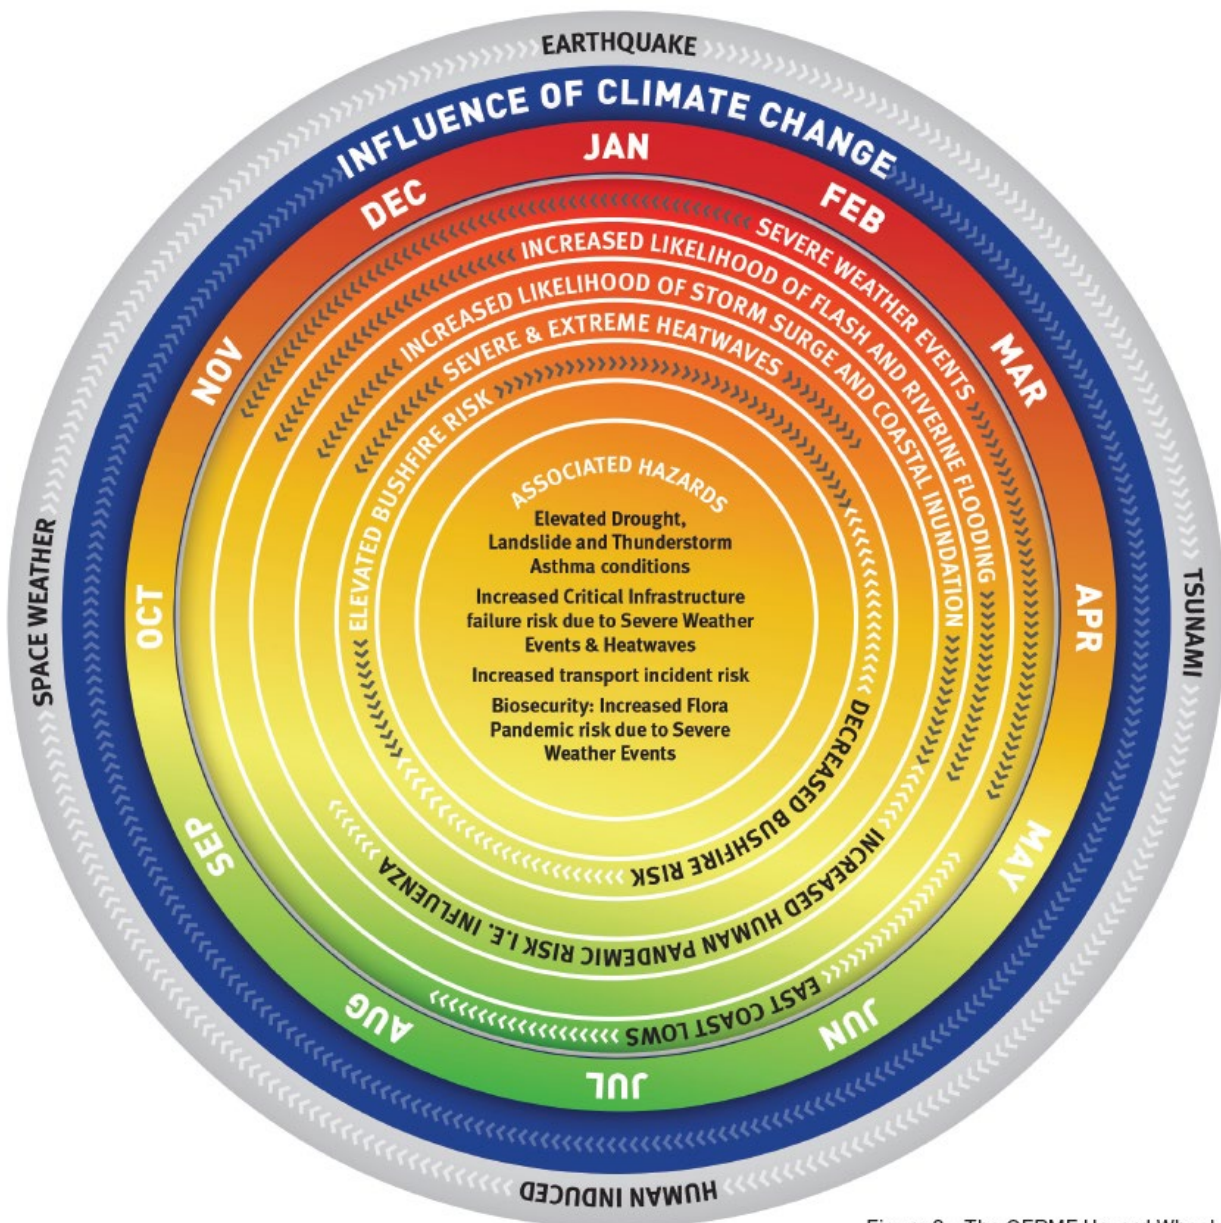 EARTHQUAKE
TSUNAMI
HUMAN INDUCED
SPACE WEATHER
INFLUENCE OF CLIMATE CHANGE
JAN
FEB
MAR
APR
MAY
JUN
JUL
AUG
SEP
OCT
NOV
DEC
SEVERE WEATHER EVENTS
INCREASED LIKELIHOOD OF FLASH AND RIVERINE FLOODING
INCREASED LIKELIHOOD OF STORM SURGE AND COASTAL INUNDATION
SEVERE & EXTREME HEATWAVES
ELEVATED BUSHFIRE RISK
DECREASED BUSHFIRE RISK
INCREASED HUMAN PANDEMIC RISK I.E. INFLUENZA
EAST COAST LOWS
ASSOCIATED HAZARDS
Elevated Drought,
Landslide and Thunderstorm
Asthma conditions
Increased Critical Infrastructure
failure risk due to Severe Weather
Events & Heatwaves
Increased transport incident risk
Biosecurity: Increased Flora
Pandemic risk due to Severe
Weather Events